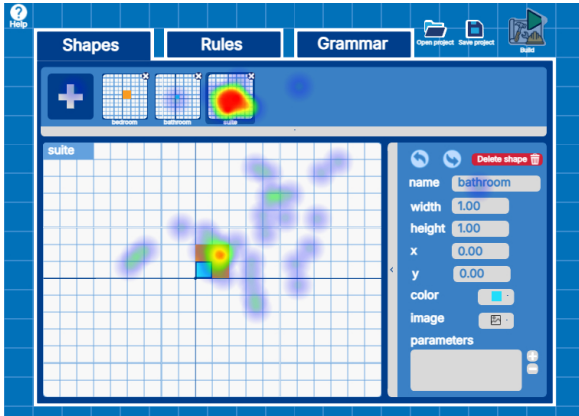 Help
Shapes
Rules
Grammar
Open project
Save project
Build
bedroom
bathroom
suite
suite
Delete shape
name
bathroom
width
1.00
height
1.00
x
0.00
y
0.00
color
image
parameters